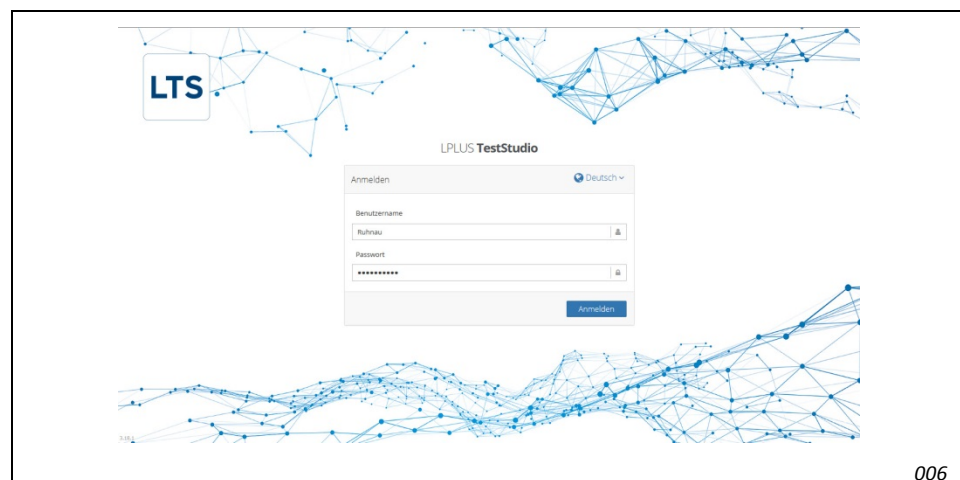 LTS
LPLUS TestStudio
Anmelden
Deutsch
Benutzername
Ruhnau
Passwort
••••••••••
Anmelden
006